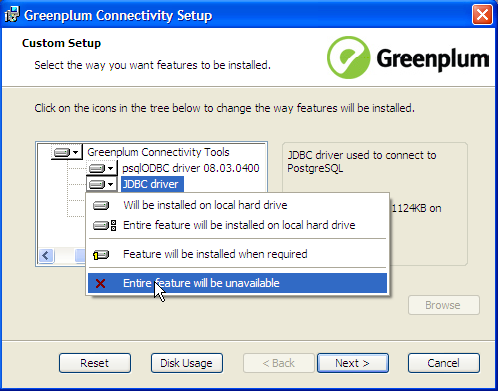 Greenplum Connectivity Setup
Custom Setup
Select the way you want features to be installed.
Greenplum
Click on the icons in the tree below to change the way features will be installed.
Greenplum Connectivity Tools
psqlODBC driver 08.03.0400
JDBC driver
JDBC driver used to connect to
PostgreSQL
1124KB on
Will be installed on local hard drive
Entire feature will be installed on local hard drive
Feature will be installed when required
Entire feature will be unavailable
Browse
Reset
Disk Usage
< Back
Next >
Cancel